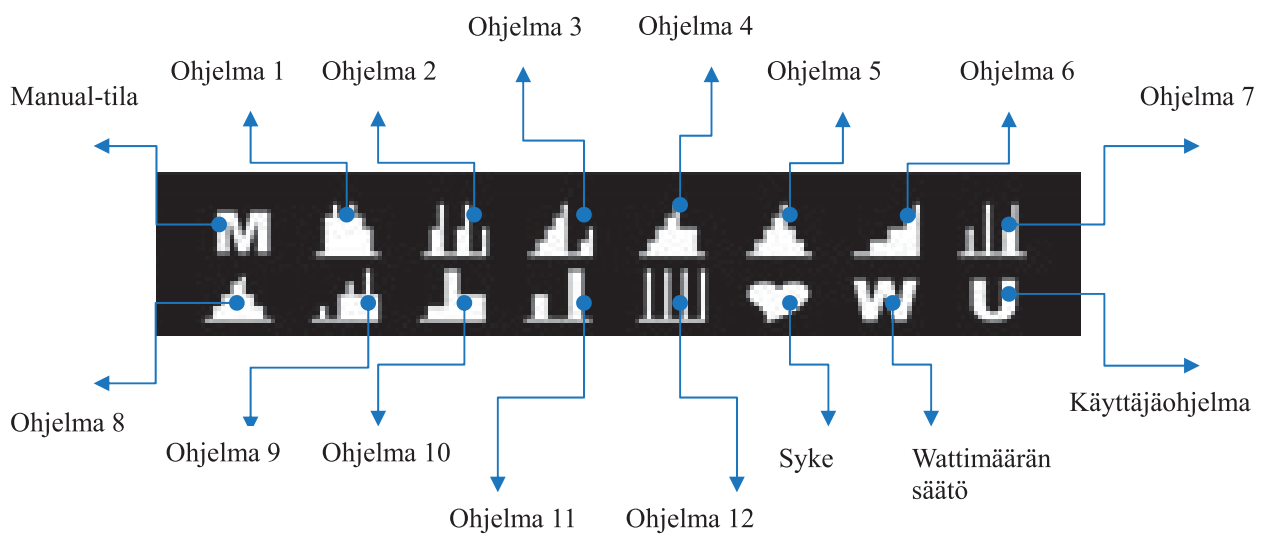 Ohjelma 3
Ohjelma 4
Ohjelma 1
Ohjelma 2
Ohjelma 5
Ohjelma 6
Manual-tila
Ohjelma 7
M
W
U
Ohjelma 8
Käyttäjäohjelma
Ohjelma 9
Ohjelma 10
Syke
Wattimäärän
säätö
Ohjelma 11
Ohjelma 12